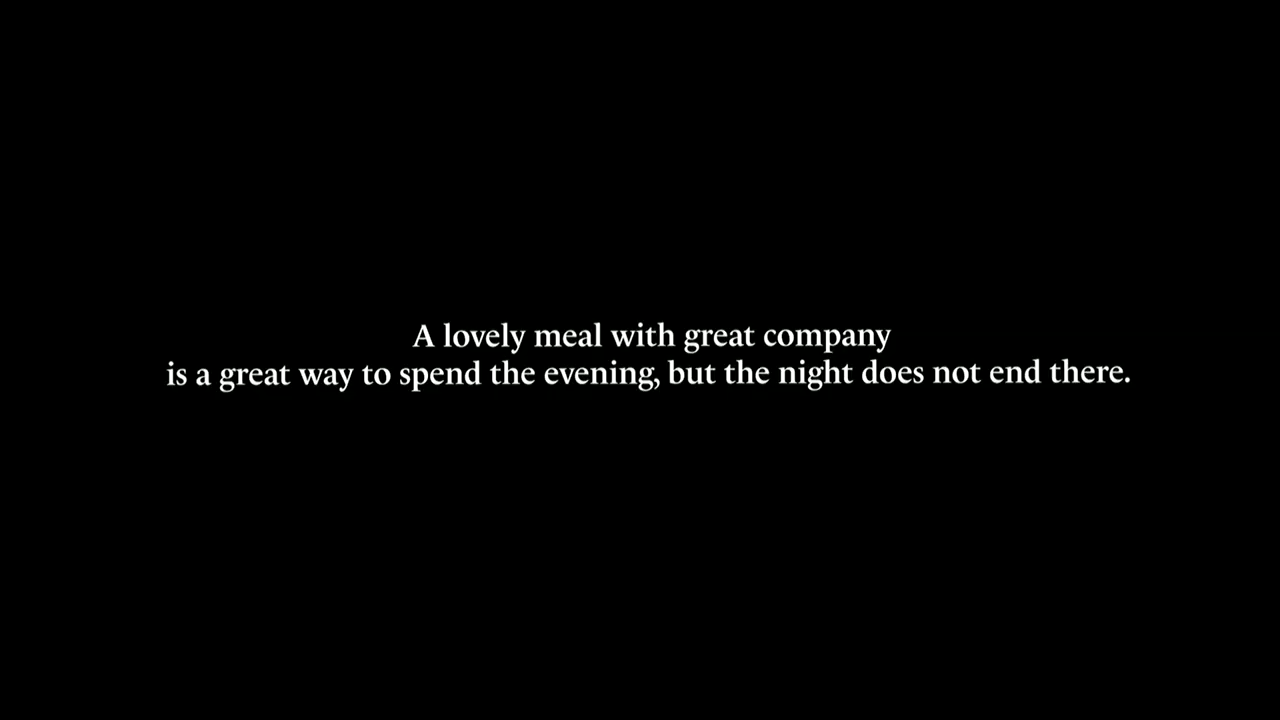 A lovely meal with great company
is a great way to spend the evening, but the night does not end there.